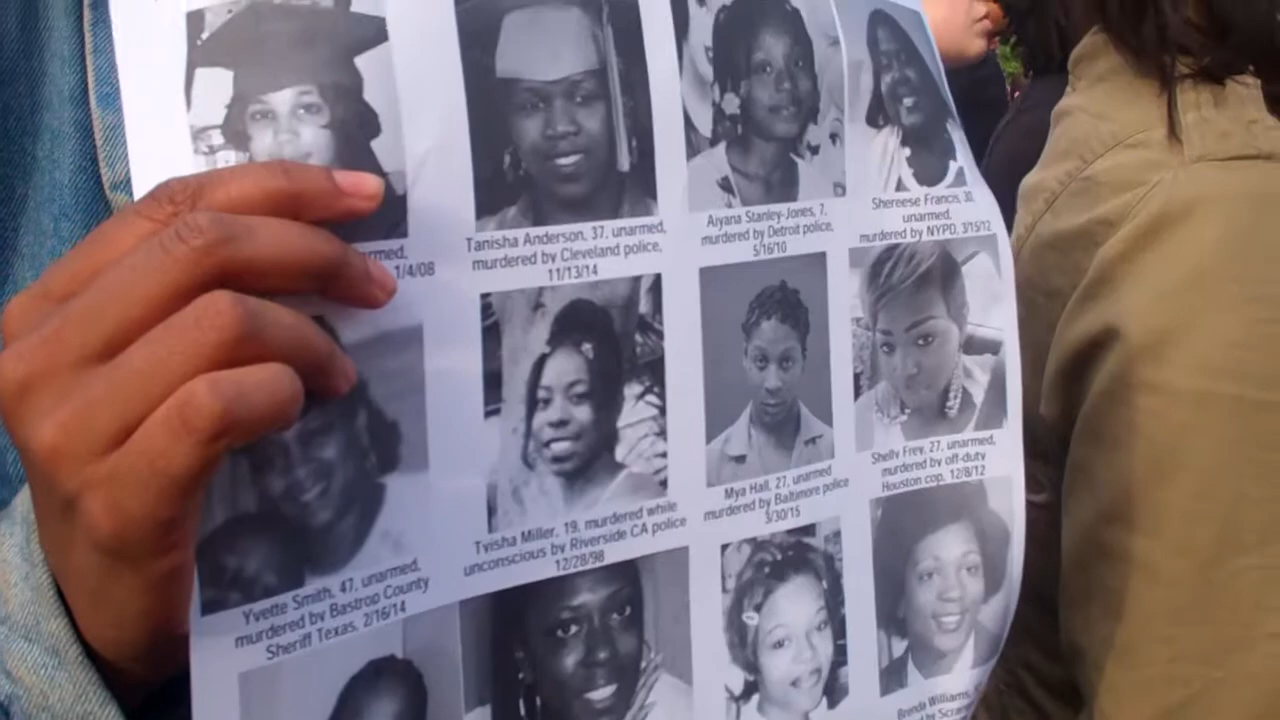 unarmed,
1/4/08
Tanisha Anderson, 37, unarmed,
murdered by Cleveland police,
11/13/14
Aiyana Stanley-Jones, 7,
murdered by Detroit police,
5/16/10
Shereese Francis, 30,
unarmed,
murdered by NYPD, 3/15/12
Yvette Smith, 47, unarmed,
murdered by Bastrop County
Sheriff Texas, 2/16/14
Tyisha Miller, 19, murdered while
unconscious by Riverside CA police
12/28/98
Mya Hall, 27, unarmed
murdered by Baltimore police
3/30/15
Shelly Frey, 27, unarmed,
murdered by off-duty
Houston cop, 12/8/12
Brenda Williams,
by